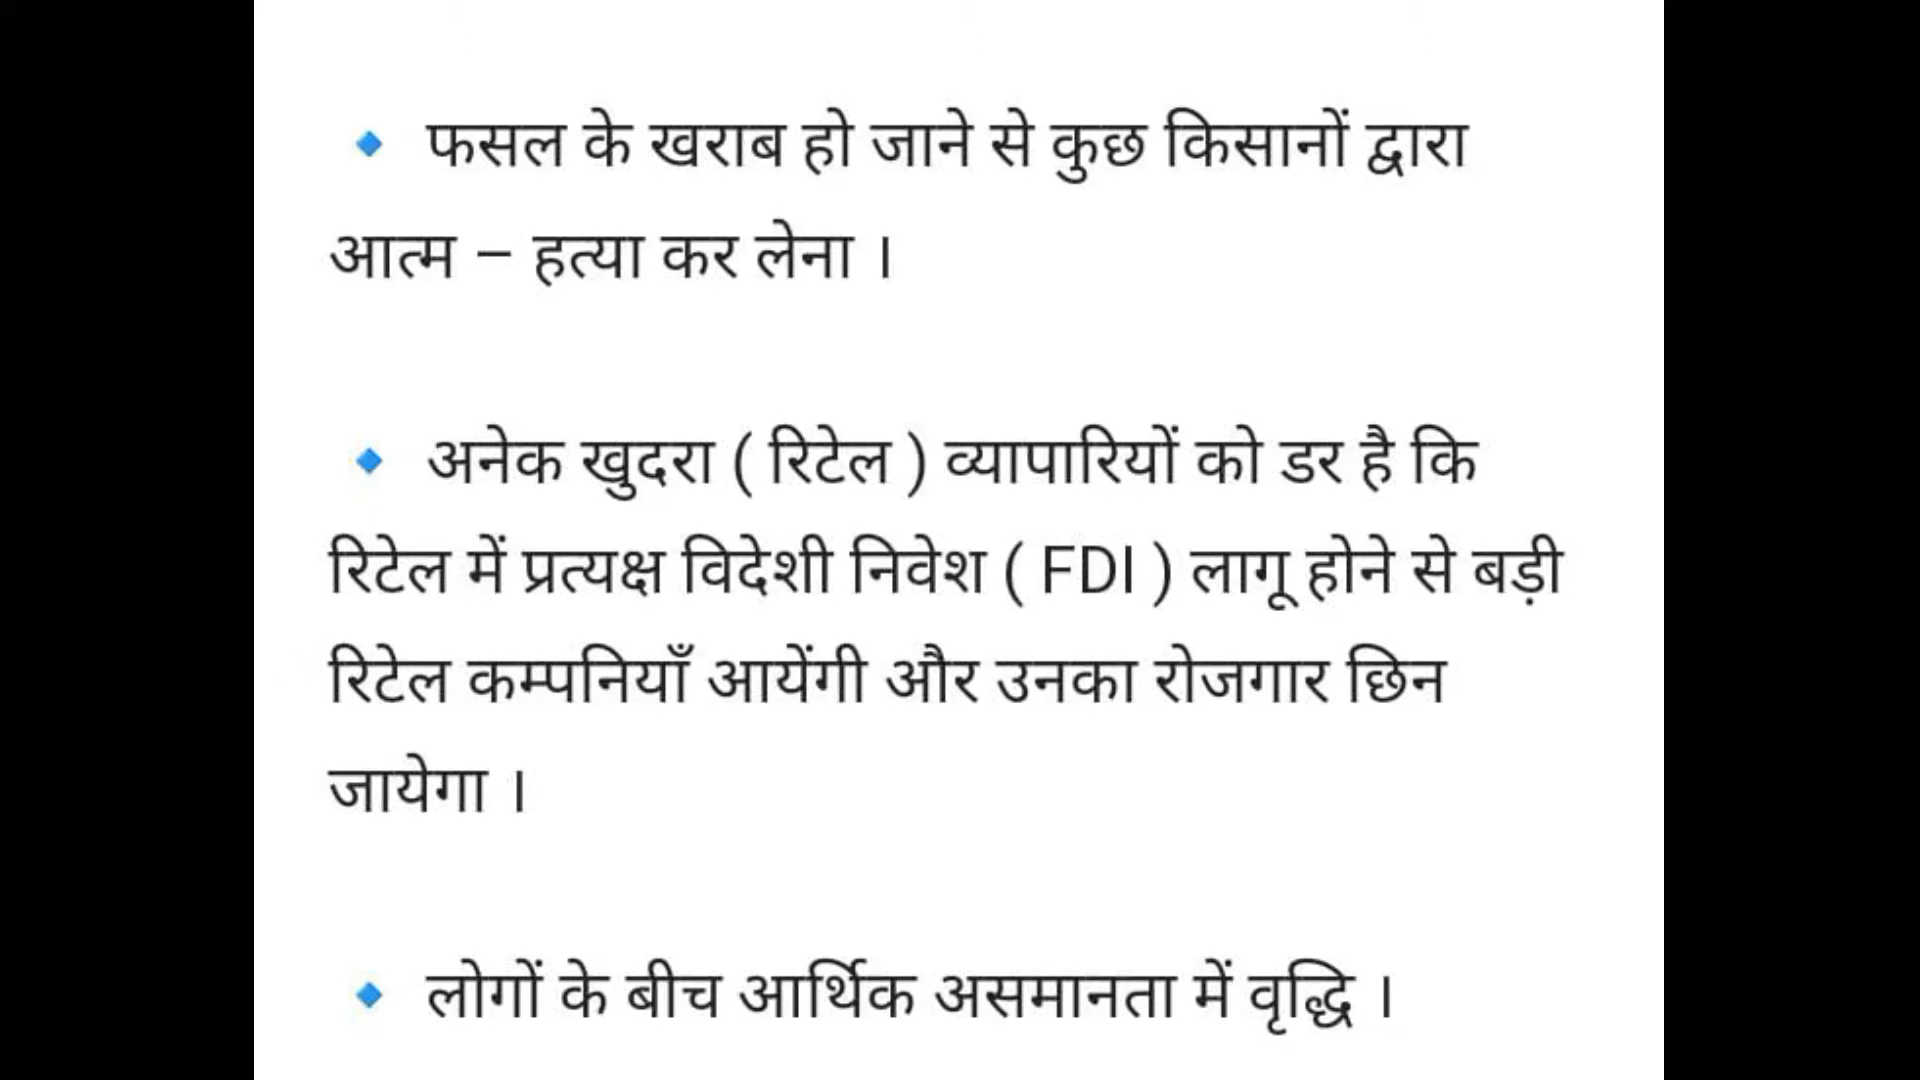 🔹 फसल के खराब हो जाने से कुछ किसानों द्वारा
आत्म – हत्या कर लेना ।
🔹 अनेक खुदरा ( रिटेल ) व्यापारियों को डर है कि
रिटेल में प्रत्यक्ष विदेशी निवेश ( FDI ) लागू होने से बड़ी
रिटेल कम्पनियाँ आयेंगी और उनका रोजगार छिन
जायेगा ।
🔹 लोगों के बीच आर्थिक असमानता में वृद्धि ।